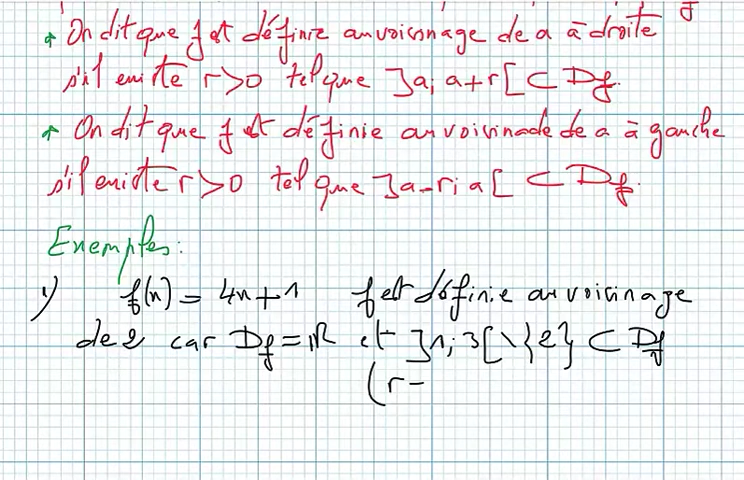 * On dit que f est définie au voisinage de a à droite
s'il existe r>0 tel que ]a; a+r[ ⊂ Df.
* On dit que f est définie au voisinade de a à gauche
s'il existe r>0 tel que ]a-r; a[ ⊂ Df.
Exemples:
1) f(x) = 4x+1 f est définie au voisinage
de 2 car Df = ℝ et ]1; 3[ \ {2} ⊂ Df
(r=